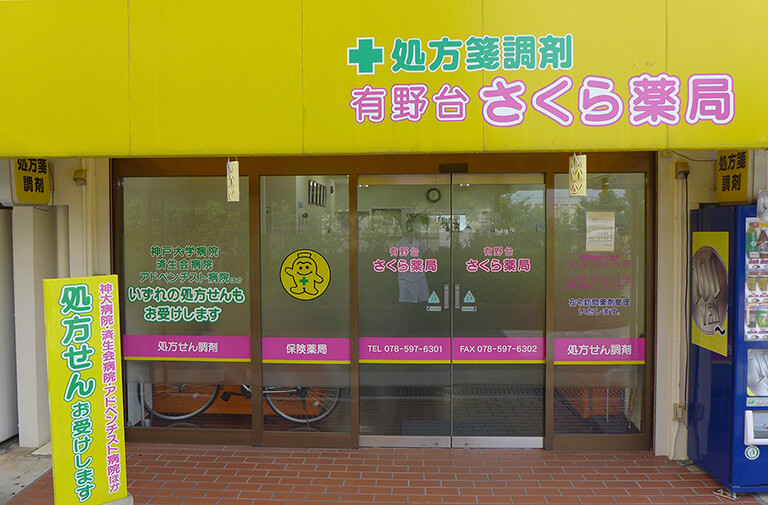 処方箋調剤
有野台さくら薬局
処方箋
調剤
処方箋
調剤
神戸大学病院
済生会病院
アドベンチスト病院ほか
いずれの処方せんも
お受けします
処方せん調剤
保険薬局
有野台
さくら薬局
TEL 078-597-6301
有野台
さくら薬局
FAX 078-597-6302
在宅訪問薬剤管理
いたします。
処方せん調剤
神大病院・済生会病院・アドベンチスト病院ほか
処方せんお受けします